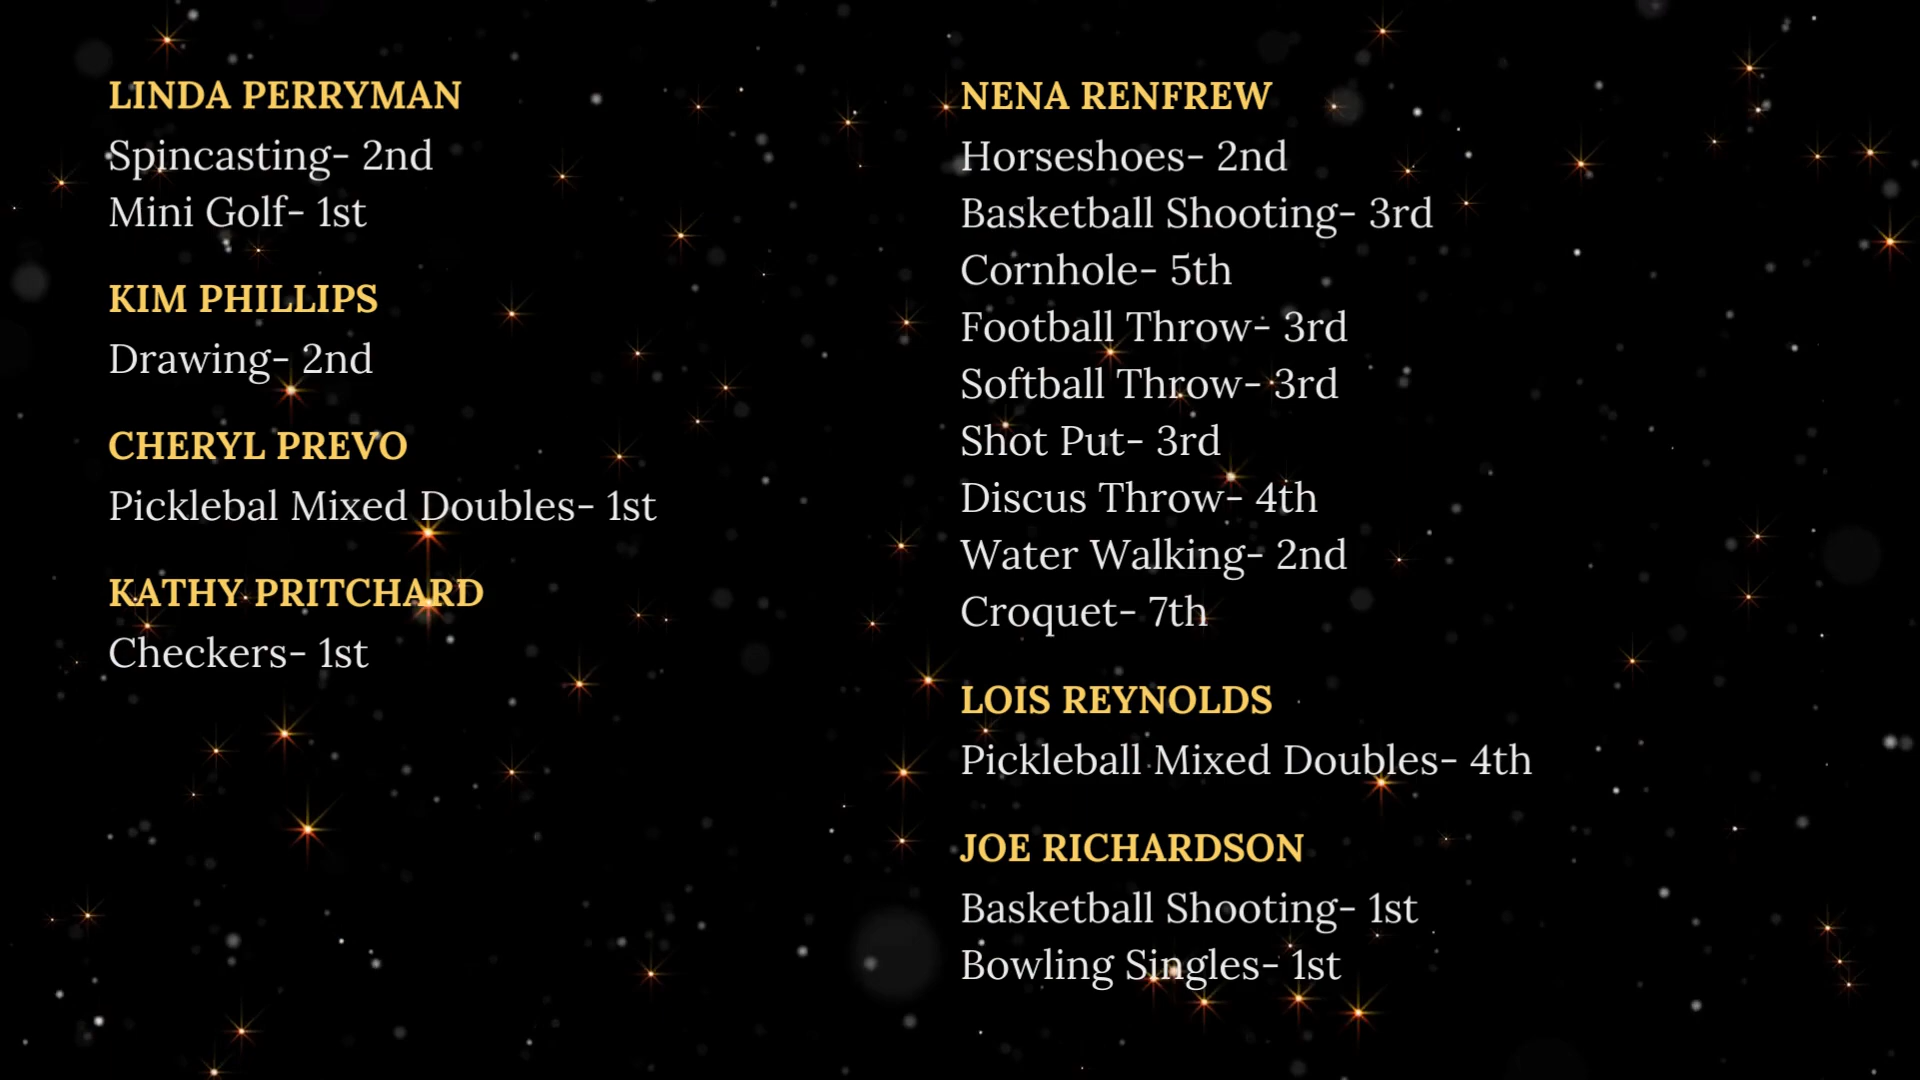 LINDA PERRYMAN
Spincasting- 2nd
Mini Golf- 1st
KIM PHILLIPS
Drawing- 2nd
CHERYL PREVO
Picklebal Mixed Doubles- 1st
KATHY PRITCHARD
Checkers- 1st
NENA RENFREW
Horseshoes- 2nd
Basketball Shooting- 3rd
Cornhole- 5th
Football Throw- 3rd
Softball Throw- 3rd
Shot Put- 3rd
Discus Throw- 4th
Water Walking- 2nd
Croquet- 7th
LOIS REYNOLDS
Pickleball Mixed Doubles- 4th
JOE RICHARDSON
Basketball Shooting- 1st
Bowling Singles- 1st